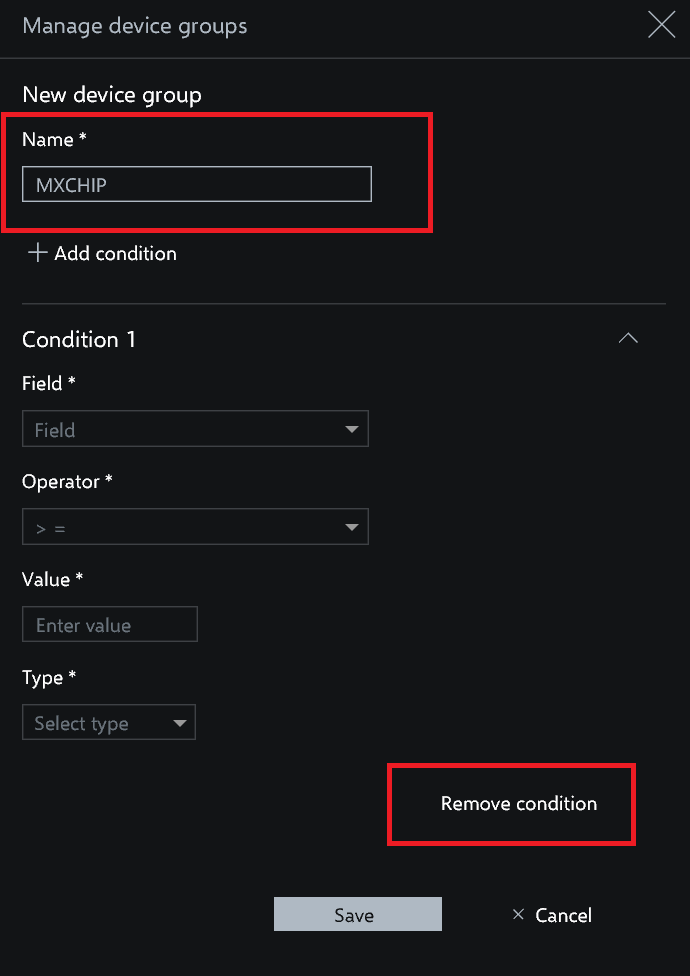 Manage device groups
New device group
Name *
MXCHIP
Add condition
Condition 1
Field *
Field
Operator *
> =
Value *
Enter value
Type *
Select type
Remove condition
Save
Cancel